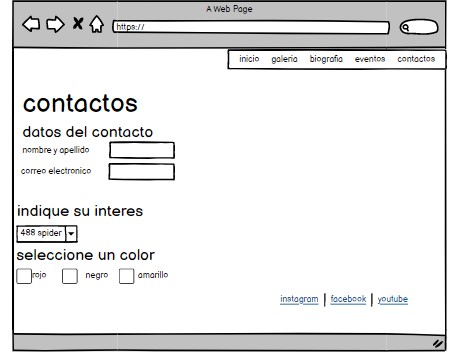 A Web Page
https://
inicio galeria biografia eventos contactos
contactos
datos del contacto
nombre y apellido
correo electronico
indique su interes
488 spider
seleccione un color
rojo negro amarillo
instagram | facebook | youtube